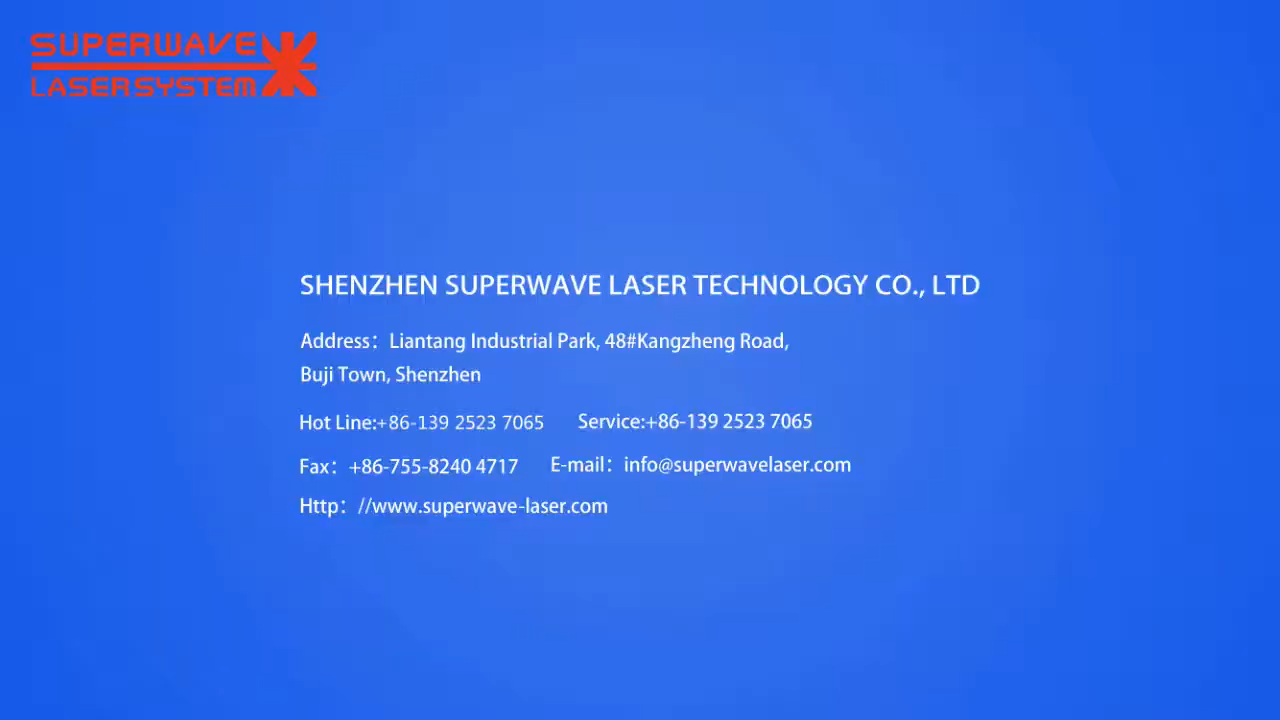 SUPERWAVE
LASER SYSTEM
SHENZHEN SUPERWAVE LASER TECHNOLOGY CO., LTD
Address：Liantang Industrial Park, 48#Kangzheng Road,
Buji Town, Shenzhen
Hot Line:+86-139 2523 7065 Service:+86-139 2523 7065
Fax：+86-755-8240 4717 E-mail：info@superwavelaser.com
Http：//www.superwave-laser.com